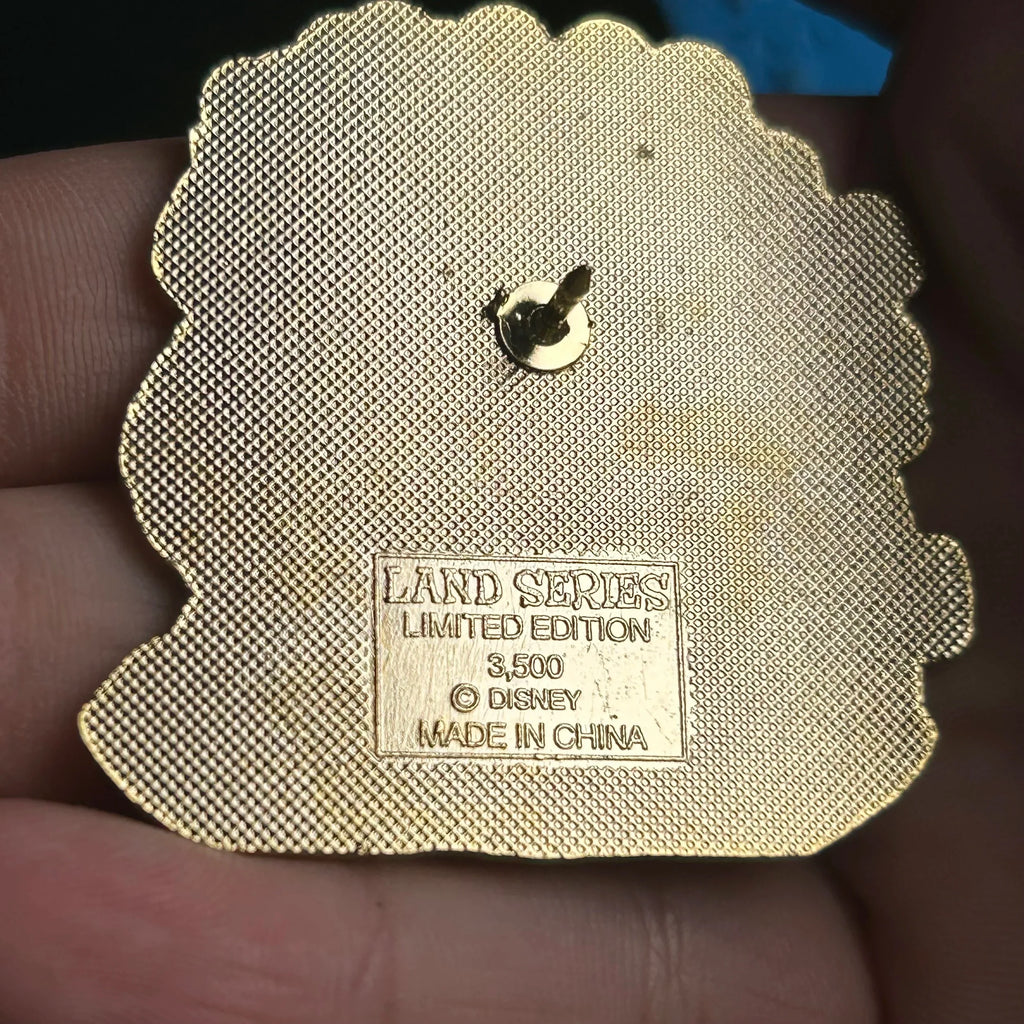 LAND SERIES
LIMITED EDITION
3,500
© DISNEY
MADE IN CHINA